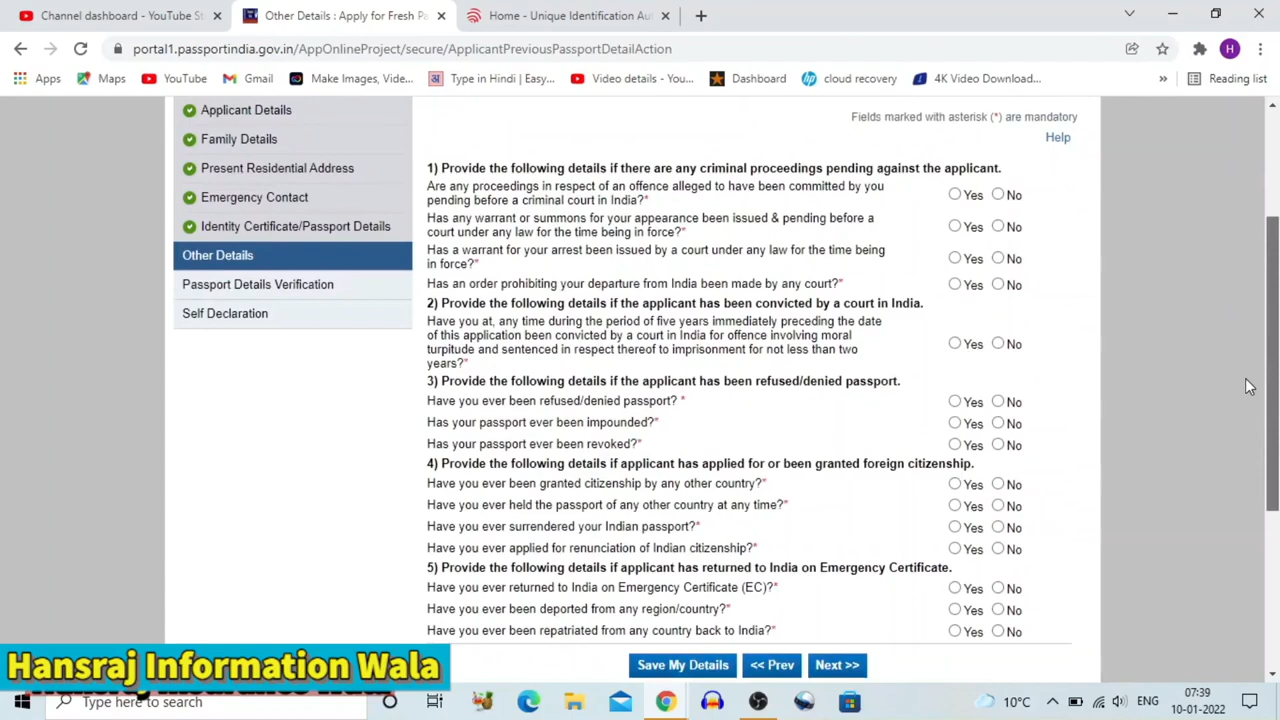 Channel dashboard - YouTube St
Other Details : Apply for Fresh Pa
Home - Unique Identification Aut
portal1.passportindia.gov.in/AppOnlineProject/secure/ApplicantPreviousPassportDetailAction
H
Apps
Maps
YouTube
Gmail
Make Images, Vide...
Type in Hindi | Easy...
Video details - You...
Dashboard
cloud recovery
4K Video Download...
»
Reading list
Applicant Details
Family Details
Present Residential Address
Emergency Contact
Identity Certificate/Passport Details
Other Details
Passport Details Verification
Self Declaration
Fields marked with asterisk (*) are mandatory
Help
1) Provide the following details if there are any criminal proceedings pending against the applicant.
Are any proceedings in respect of an offence alleged to have been committed by you
pending before a criminal court in India?* Yes No
Has any warrant or summons for your appearance been issued & pending before a
court under any law for the time being in force?* Yes No
Has a warrant for your arrest been issued by a court under any law for the time being
in force?* Yes No
Has an order prohibiting your departure from India been made by any court?* Yes No
2) Provide the following details if the applicant has been convicted by a court in India.
Have you at, any time during the period of five years immediately preceding the date
of this application been convicted by a court in India for offence involving moral
turpitude and sentenced in respect thereof to imprisonment for not less than two
years?* Yes No
3) Provide the following details if the applicant has been refused/denied passport.
Have you ever been refused/denied passport? * Yes No
Has your passport ever been impounded?* Yes No
Has your passport ever been revoked?* Yes No
4) Provide the following details if applicant has applied for or been granted foreign citizenship.
Have you ever been granted citizenship by any other country?* Yes No
Have you ever held the passport of any other country at any time?* Yes No
Have you ever surrendered your Indian passport?* Yes No
Have you ever applied for renunciation of Indian citizenship?* Yes No
5) Provide the following details if applicant has returned to India on Emergency Certificate.
Have you ever returned to India on Emergency Certificate (EC)?* Yes No
Have you ever been deported from any region/country?* Yes No
Have you ever been repatriated from any country back to India?* Yes No
Save My Details
<< Prev
Next >>
Hansraj Information Wala
Type here to search
10°C
ENG
07:39
10-01-2022